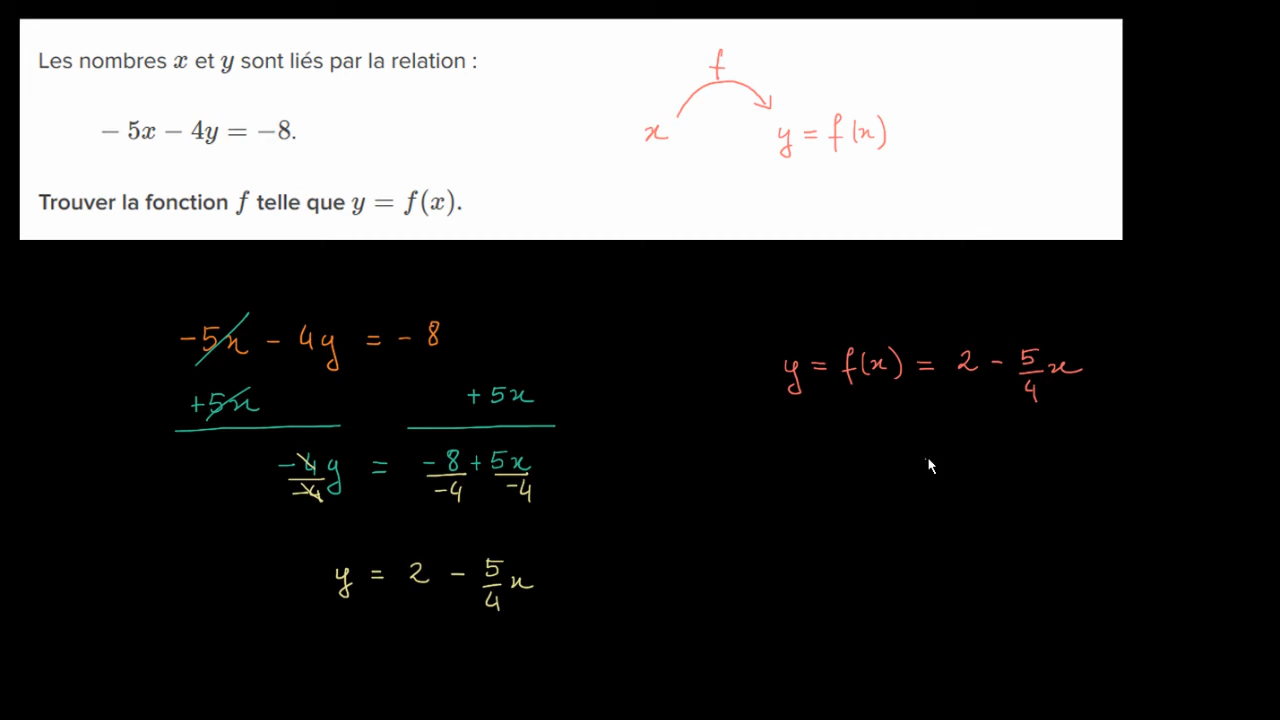 Les nombres x et y sont liés par la relation :
− 5x − 4y = −8.
Trouver la fonction f telle que y = f(x).
f
x y = f(x)
-5x - 4y = - 8
+5x +5x
-4/-4 y = -8/-4 + 5x/-4
y = 2 - 5/4 x
y = f(x) = 2 - 5/4 x